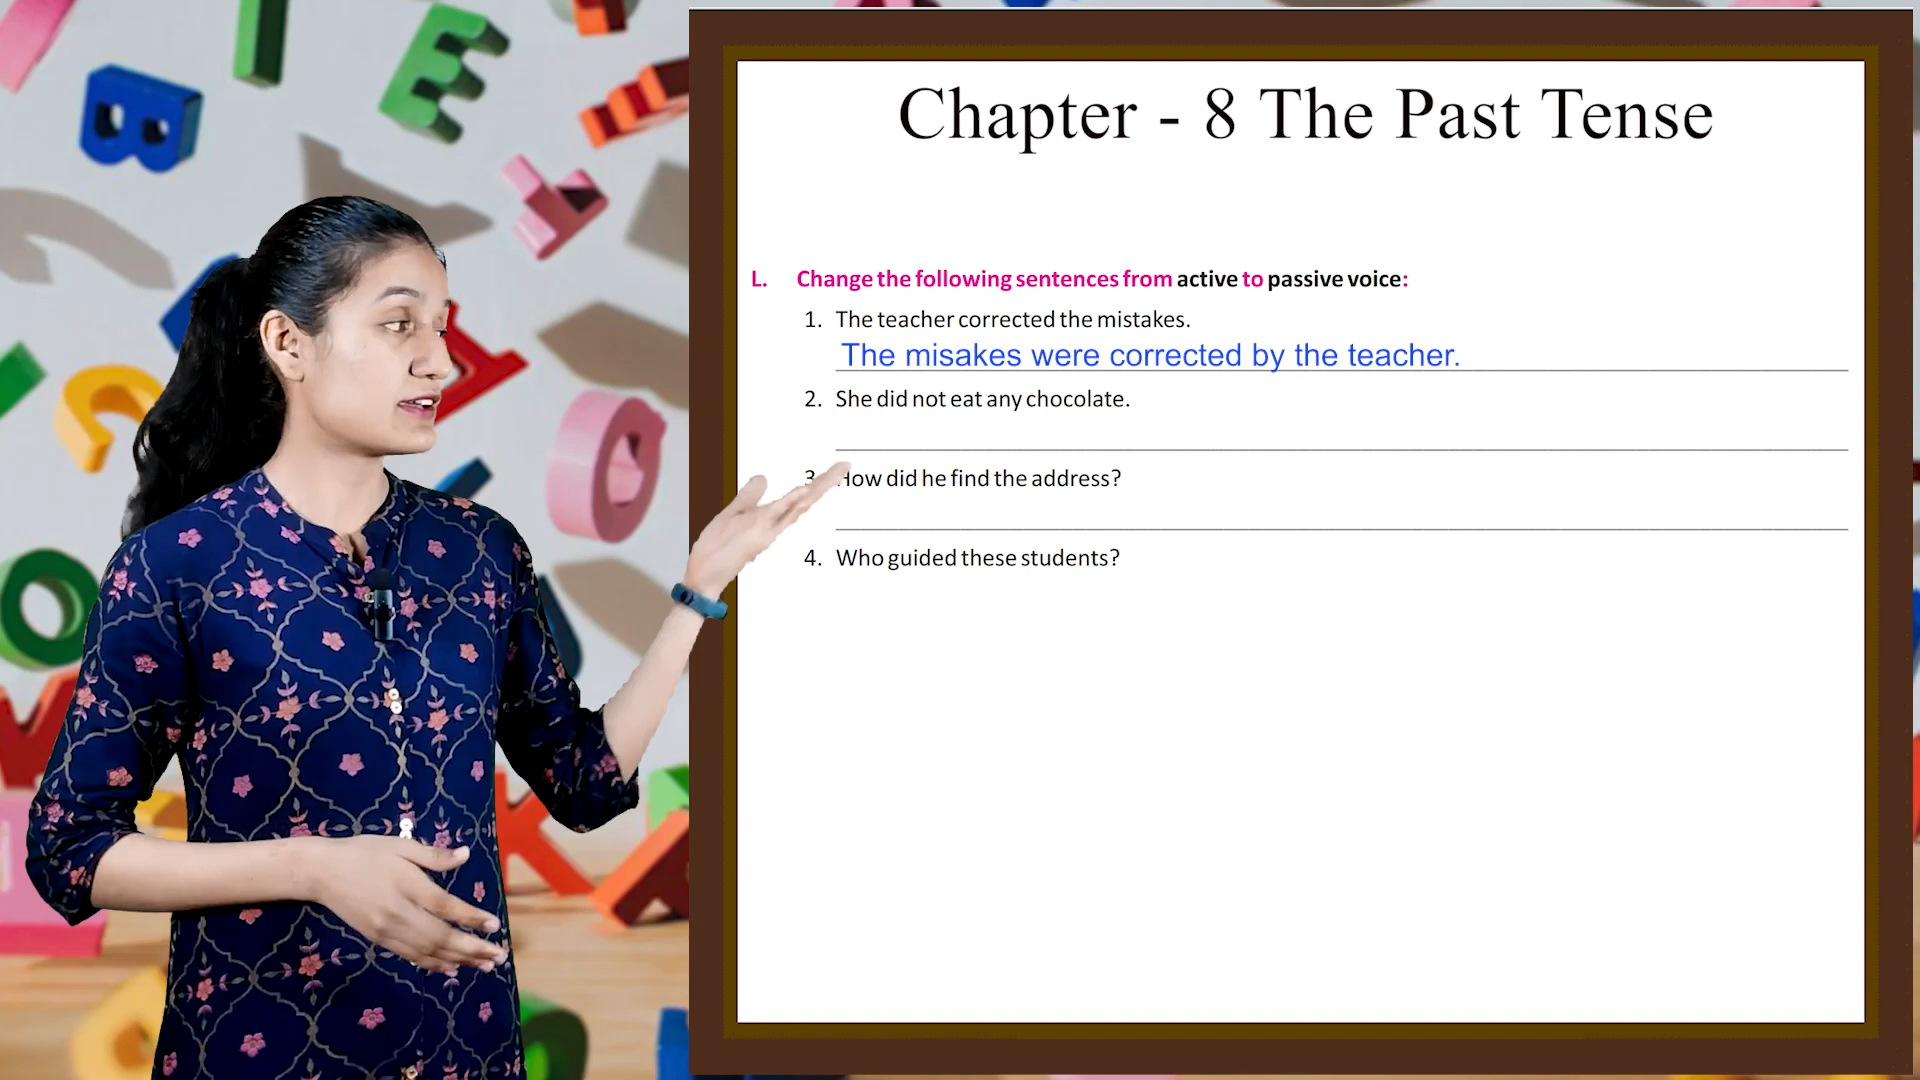 Chapter - 8 The Past Tense
L. Change the following sentences from active to passive voice:
1. The teacher corrected the mistakes.
The misakes were corrected by the teacher.
2. She did not eat any chocolate.
3. How did he find the address?
4. Who guided these students?